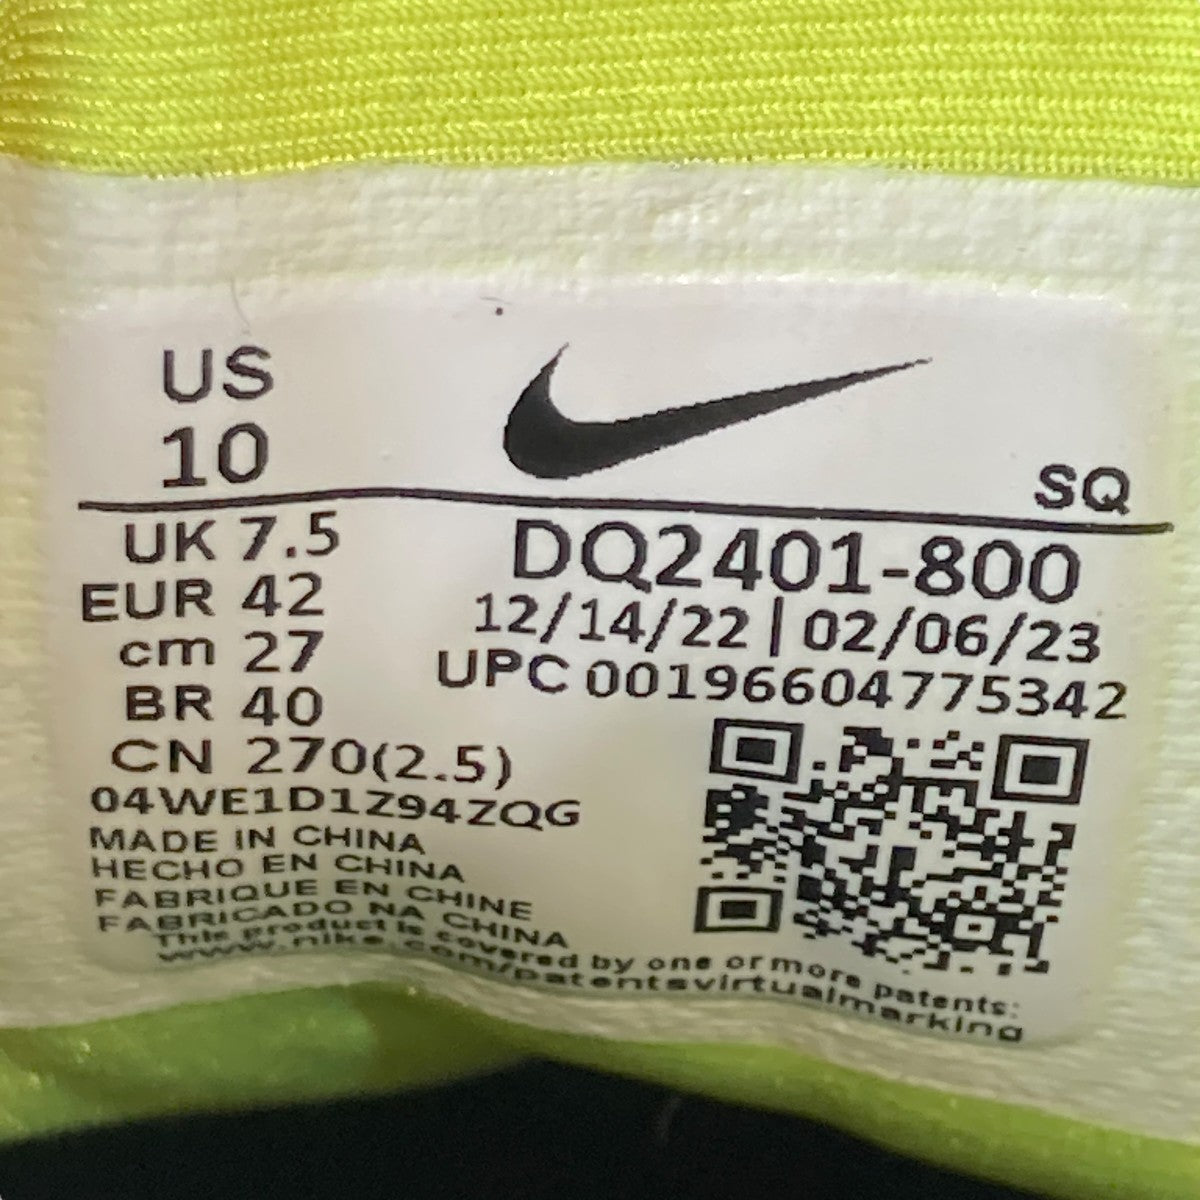 US
10
SQ
UK 7.5
EUR 42
cm 27
BR 40
CN 270(2.5)
DQ2401-800
12/14/22 | 02/06/23
UPC 00196604775342
04WE1D1Z94ZQG
MADE IN CHINA
HECHO EN CHINA
FABRIQUE EN CHINE
FABRICADO NA CHINA
This product is covered by one or more patents:
www.nike.com/patentsvirtualmarking